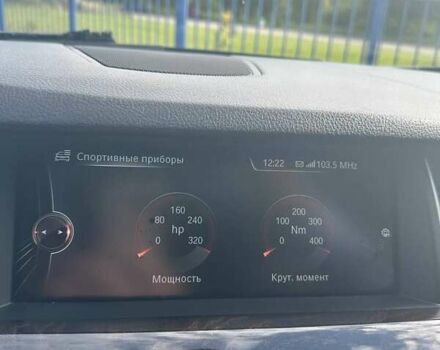 Спортивные приборы
12:22 103.5 MHz
160
80 240
hp
0 320
Мощность
200
100 300
Nm
0 400
Крут. момент